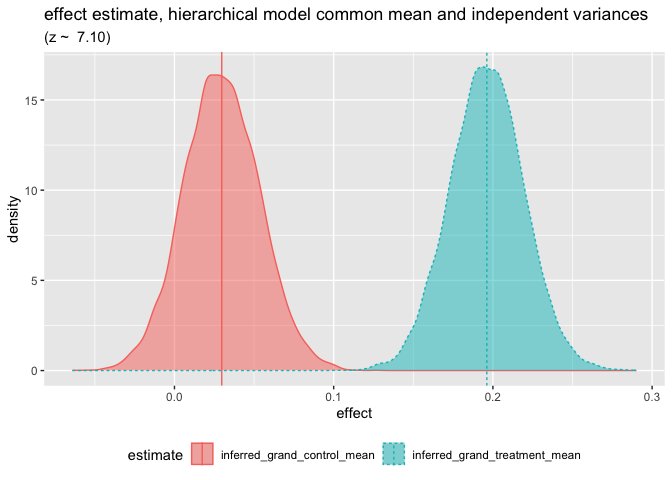 effect estimate, hierarchical model common mean and independent variances
(z ~  7.10)
15
10
5
0
density
0.0 0.1 0.2 0.3
effect
estimate inferred_grand_control_mean inferred_grand_treatment_mean